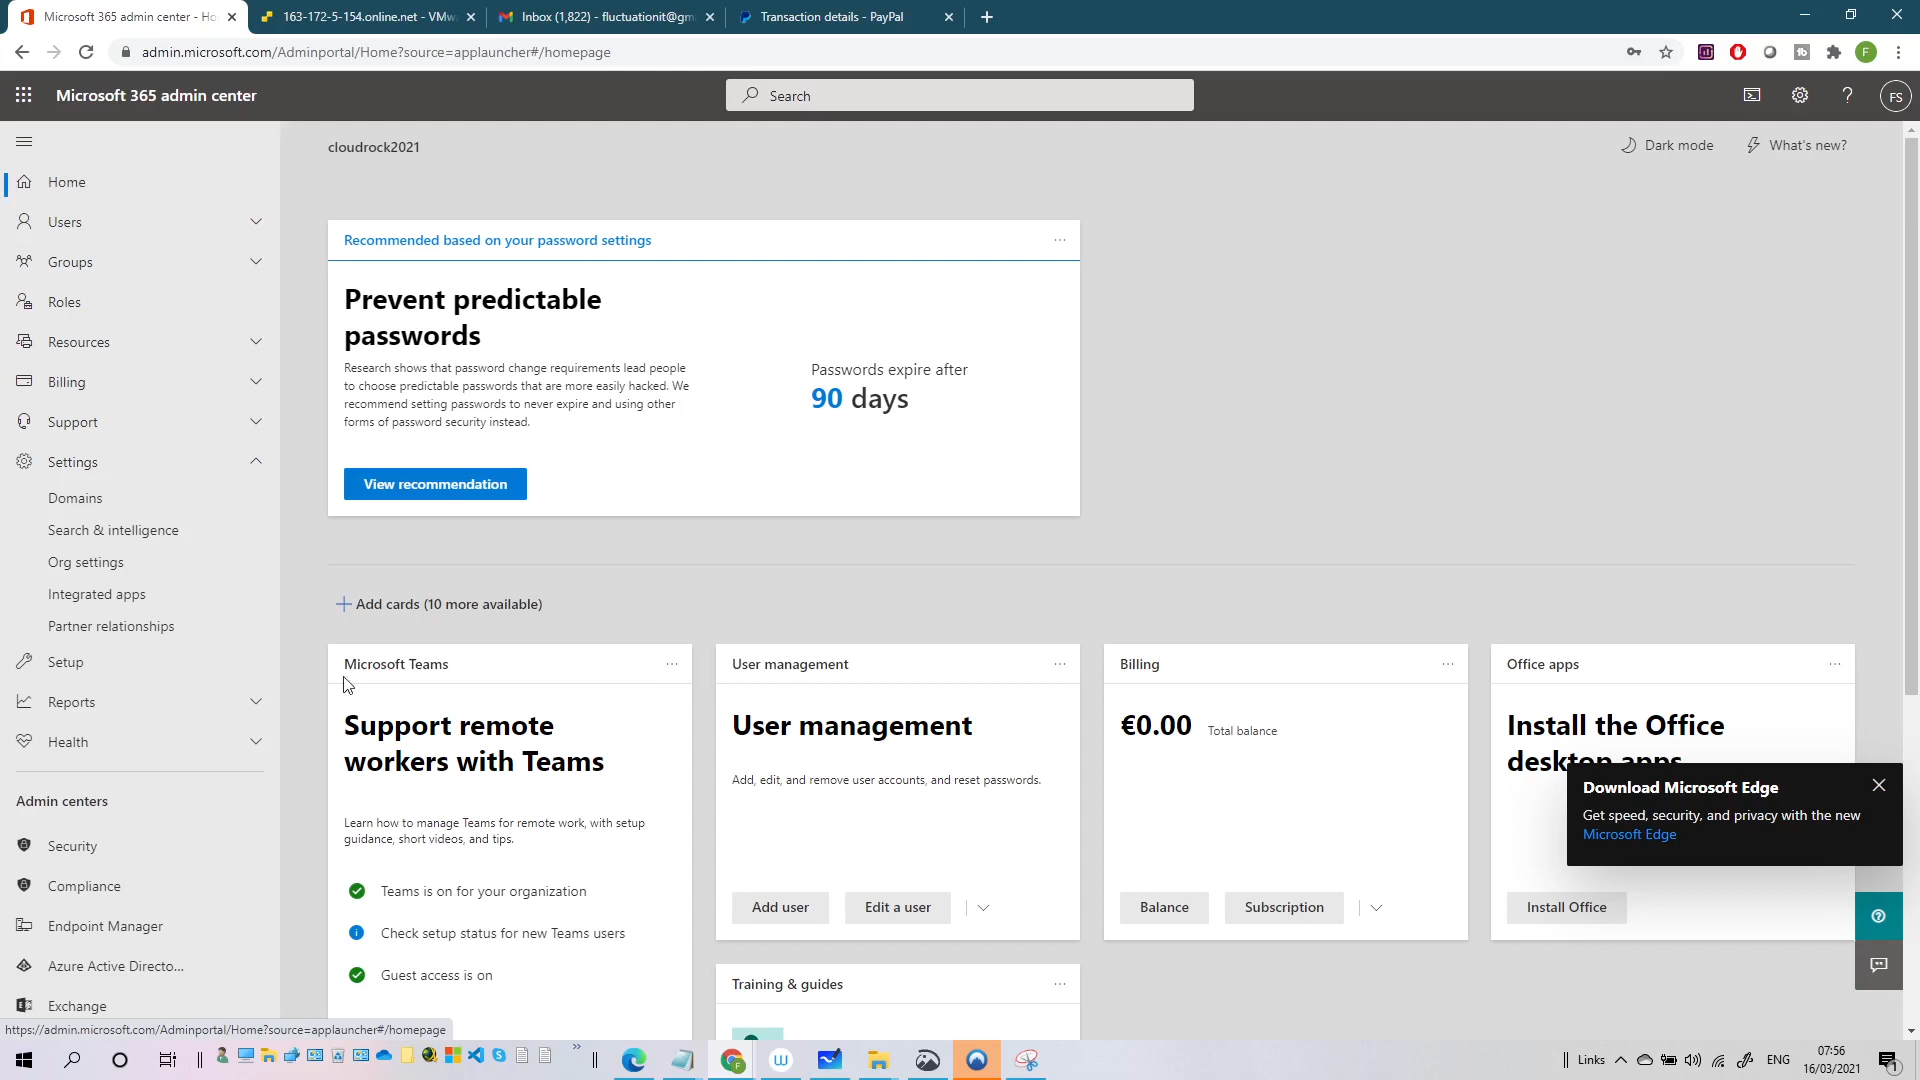 Microsoft 365 admin center - Ho
163-172-5-154.online.net - VMw
Inbox (1,822) - fluctuationit@gm
Transaction details - PayPal
admin.microsoft.com/Adminportal/Home?source=applauncher#/homepage
F
Microsoft 365 admin center
Search
FS
cloudrock2021
Dark mode
What's new?
Home
Users
Groups
Roles
Resources
Billing
Support
Settings
Domains
Search & intelligence
Org settings
Integrated apps
Partner relationships
Setup
Reports
Health
Admin centers
Security
Compliance
Endpoint Manager
Azure Active Directo...
Exchange
Recommended based on your password settings
Prevent predictable
passwords
Research shows that password change requirements lead people
to choose predictable passwords that are more easily hacked. We
recommend setting passwords to never expire and using other
forms of password security instead.
Passwords expire after
90 days
View recommendation
Add cards (10 more available)
Microsoft Teams
Support remote
workers with Teams
Learn how to manage Teams for remote work, with setup
guidance, short videos, and tips.
Teams is on for your organization
Check setup status for new Teams users
Guest access is on
User management
User management
Add, edit, and remove user accounts, and reset passwords.
Add user
Edit a user
Training & guides
Billing
€0.00 Total balance
Balance
Subscription
Office apps
Install the Office
desktop apps
Install Office
Download Microsoft Edge
Get speed, security, and privacy with the new
Microsoft Edge
https://admin.microsoft.com/Adminportal/Home?source=applauncher#/homepage
Links
ENG
07:56
16/03/2021
1